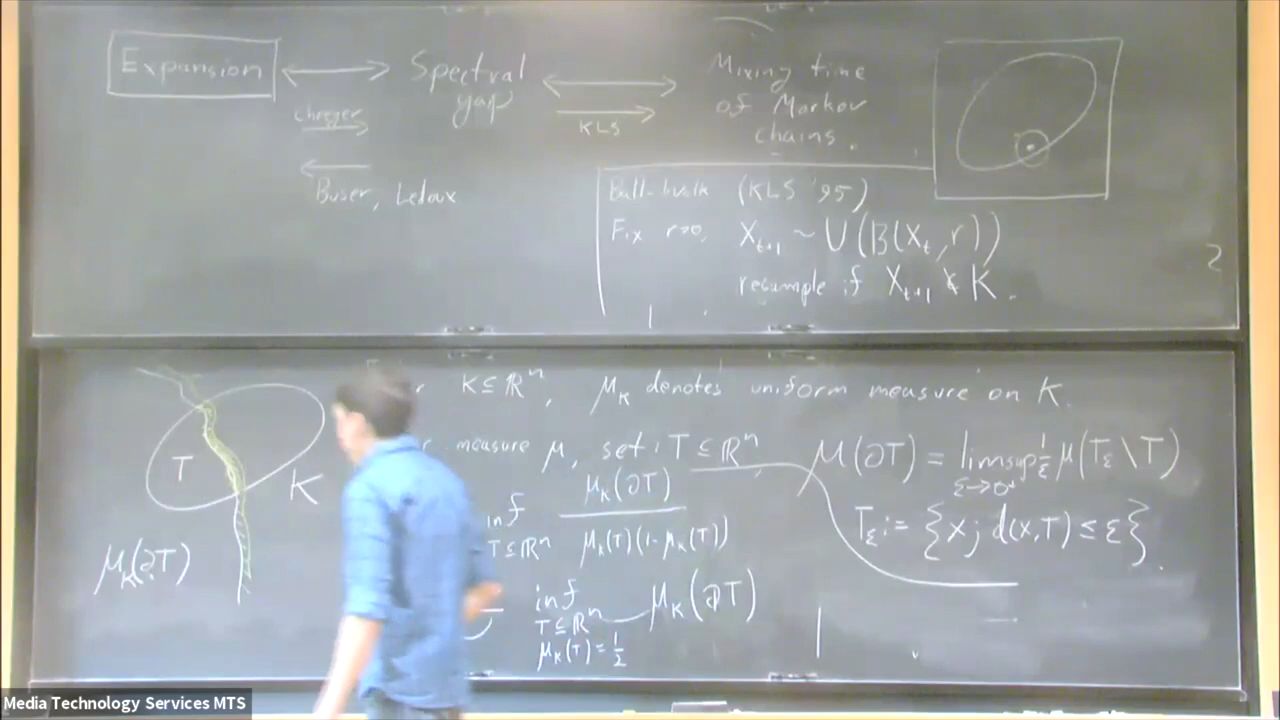 Expansion
Spectral
gap
Mixing time
of Markov
chains.
Cheeger
KLS
Buser, Ledoux
Ball-walk (KLS '95)
Fix r>0, X_{t+1} ~ U(B(X_t, r))
resample if X_{t+1} ∉ K.
2
K ⊆ ℝ^n, μ_K denotes uniform measure on K.
measure μ, set: T ⊆ ℝ^n, μ(∂T) = limsup_{ε→0⁺} 1/ε μ(T_ε \ T)
T
K
inf_{T⊆ℝ^n} μ_K(∂T) / μ_K(T)(1-μ_K(T))
T_ε := {x; d(x,T) ≤ ε}.
μ_K(∂T)
inf_{T⊆ℝ^n, μ_K(T)=1/2} μ_K(∂T)
Media Technology Services MTS